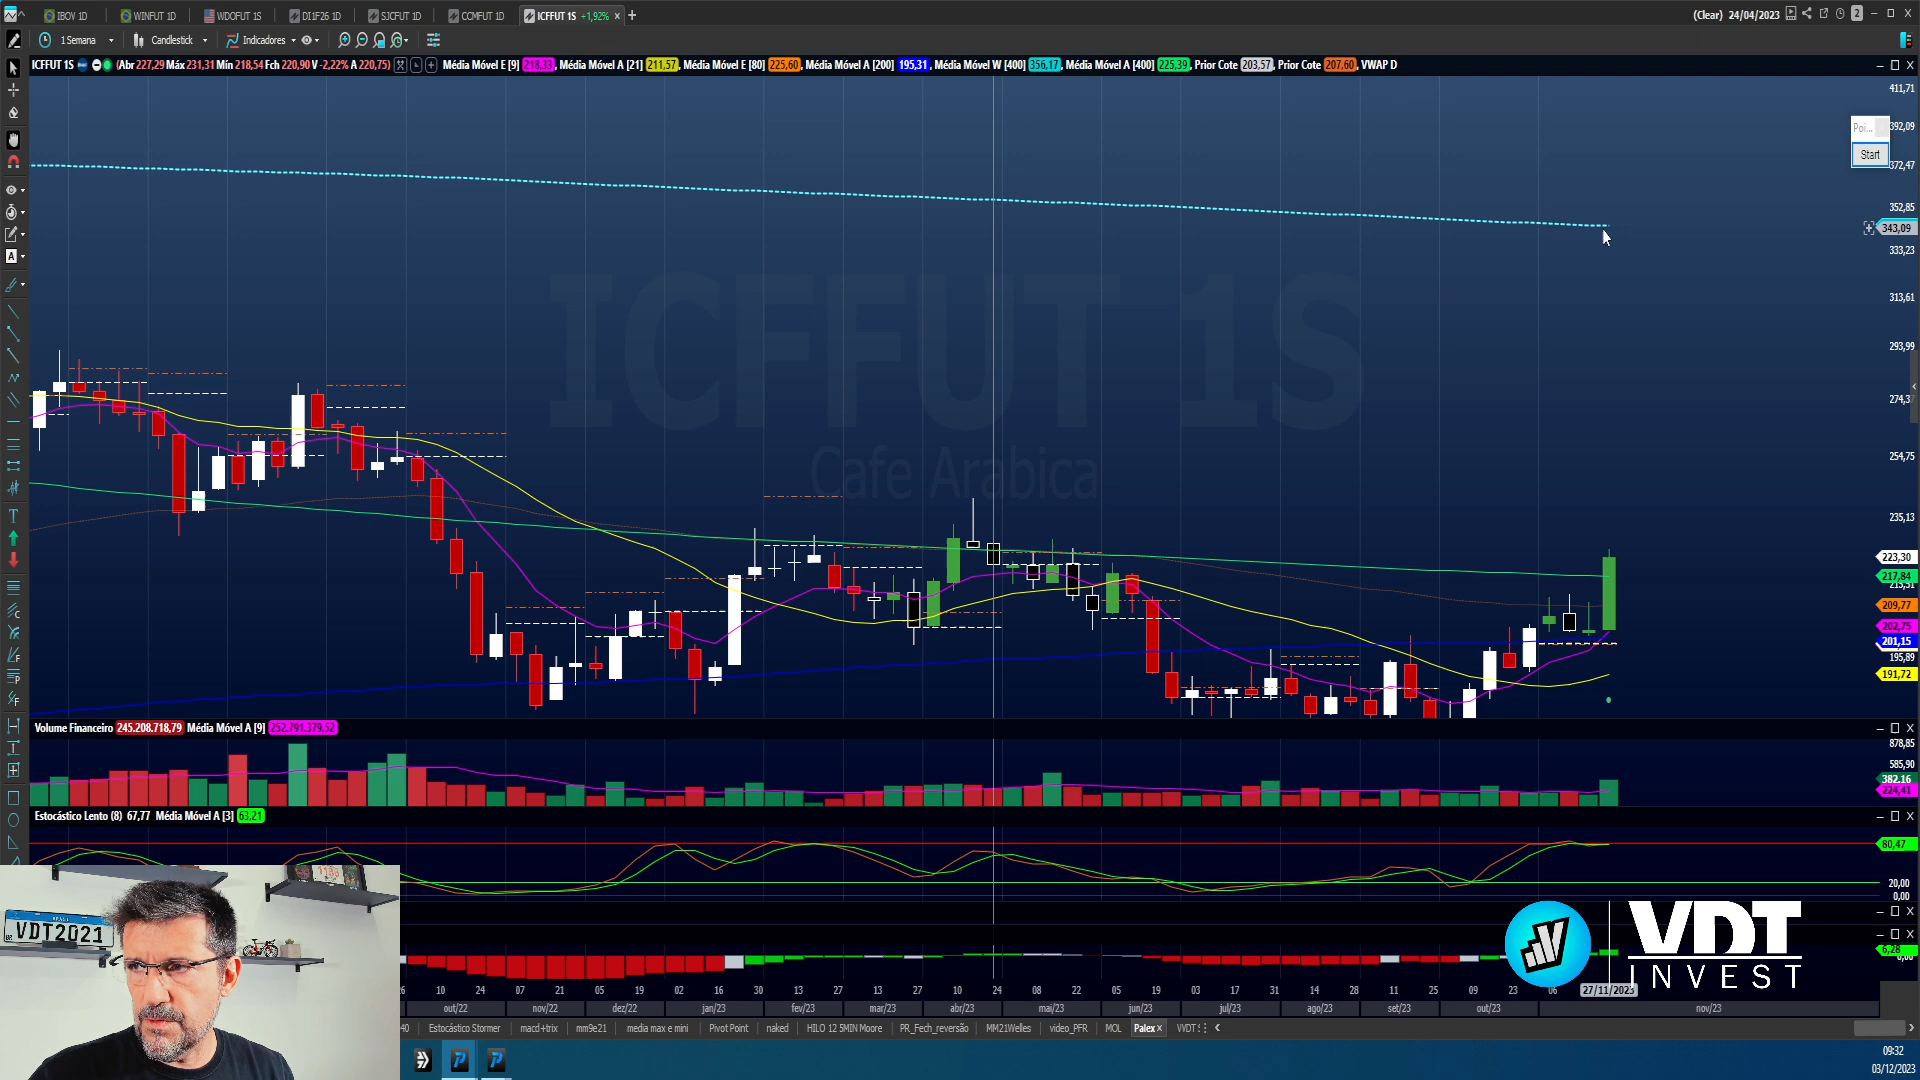 IBOV 1D
WINFUT 1D
WDOFUT 1S
DI1F26 1D
SJCFUT 1D
CCMFUT 1D
ICFFUT 1S +1,92% x +
(Clear) 24/04/2023
2
1 Semana
Candlestick
Indicadores
ICFFUT 1S (Abr 227,29 Máx 231,31 Mín 218,54 Fch 220,90 V -2,22% A 220,75)
Média Móvel E [9] 218,33, Média Móvel A [21] 211,57, Média Móvel E [80] 225,60, Média Móvel A [200] 195,31, Média Móvel W [400] 356,17, Média Móvel A [400] 225,39, Prior Cote 203,57, Prior Cote 207,60, VWAP D
411,71
Poi...
392,09
Start
372,47
352,85
343,09
333,23
313,61
293,99
274,37
254,75
235,13
223,30
217,84
215,51
209,77
202,75
201,15
195,89
191,72
ICFFUT 1S
Cafe Arabica
Volume Financeiro 245.208.718,79 Média Móvel A [9] 252.791.379,52
878,85
585,90
382.16
224,41
Estocástico Lento (8) 67,77 Média Móvel A [3] 63,21
80,47
20,00
0,00
6,28
0,00
VDT
INVEST
BRASIL
VDT2021
10 24 07 21 05 19 02 16 30 13 27 13 27 10 24 08 22 05 19 03 17 31 14 28 11 25 09 23 06 27/11/2023
out/22 nov/22 dez/22 jan/23 fev/23 mar/23 abr/23 mai/23 jun/23 jul/23 ago/23 set/23 out/23 nov/23
Estocástico Stormer macd+trix mm9e21 media max e mini Pivot Point naked HILO 12 5MIN Moore PR_Fech_reversão MM21Welles video_PFR MOL Palex x
09:32
03/12/2023